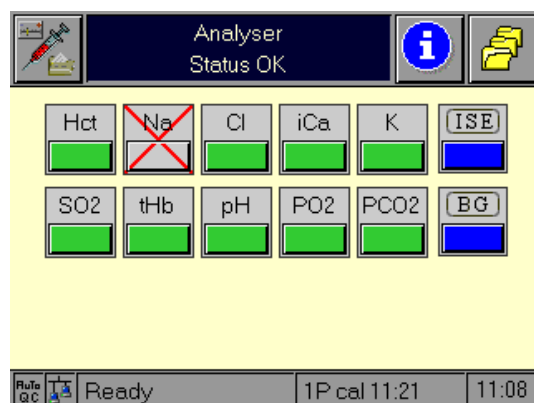 Analyser
Status OK
i
Hct Na Cl iCa K ISE
SO2 tHb pH PO2 PCO2 BG
AuTo
QC
Ready 1P cal 11:21 11:08